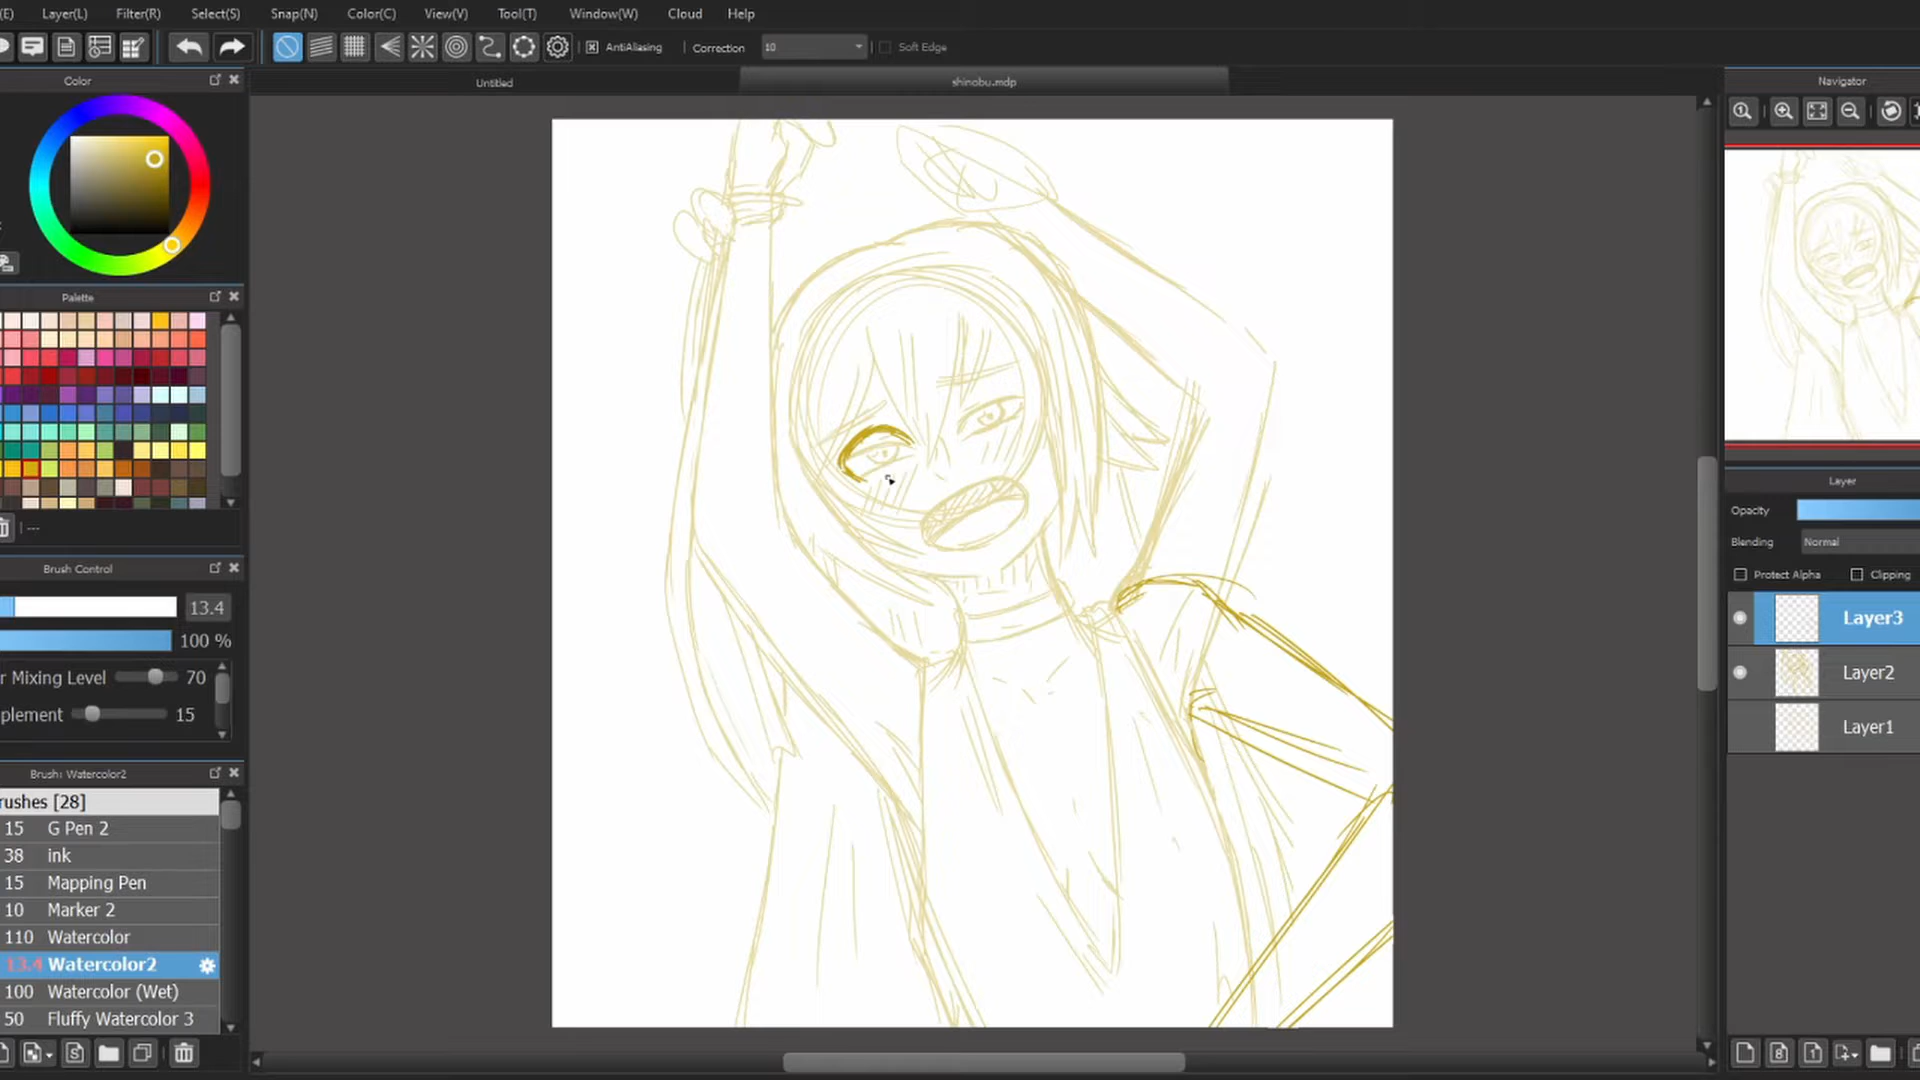 (E) Layer(L) Filter(R) Select(S) Snap(N) Color(C) View(V) Tool(T) Window(W) Cloud Help
AntiAliasing Correction 10 Soft Edge
Color
Untitled
shinobu.mdp
Navigator
Palette
---
Brush Control
13.4
100 %
r Mixing Level 70
plement 15
Brush: Watercolor2
rushes [28]
15 G Pen 2
38 ink
15 Mapping Pen
10 Marker 2
110 Watercolor
13.4 Watercolor2
100 Watercolor (Wet)
50 Fluffy Watercolor 3
Layer
Opacity
Blending Normal
Protect Alpha Clipping
Layer3
Layer2
Layer1